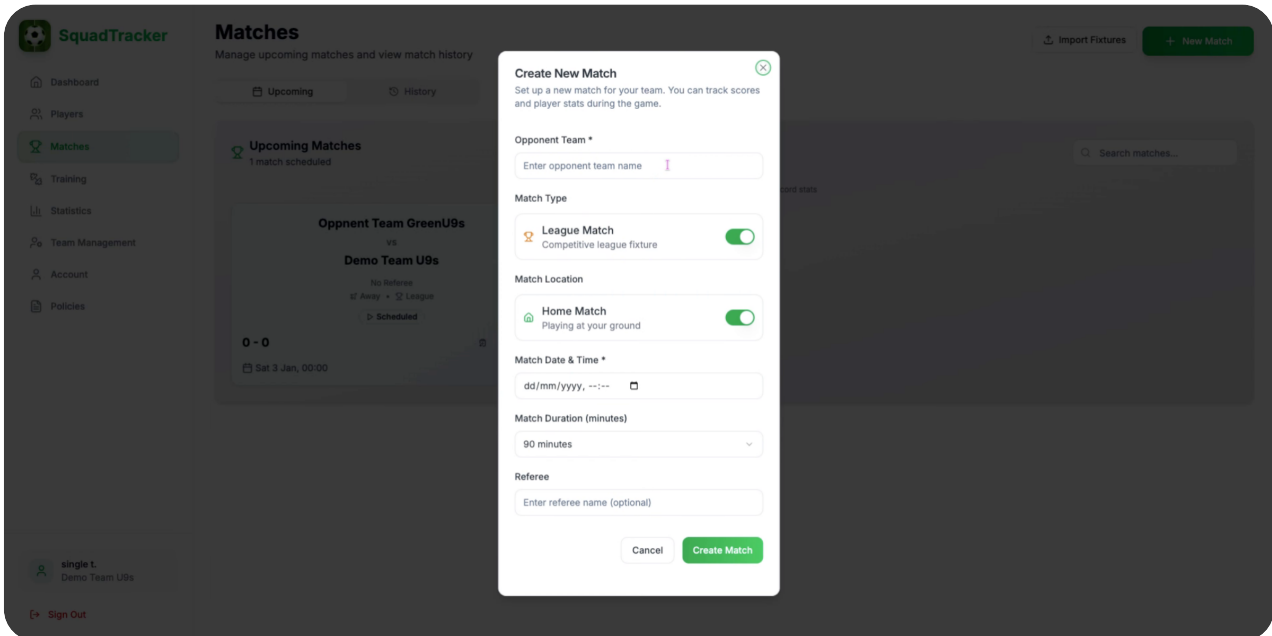 SquadTracker
Dashboard
Players
Matches
Training
Statistics
Team Management
Account
Policies
single t.
Demo Team U9s
Sign Out
Matches
Manage upcoming matches and view match history
Import Fixtures
New Match
Upcoming
History
Upcoming Matches
1 match scheduled
Search matches...
stats
Oppnent Team GreenU9s
vs
Demo Team U9s
No Referee
Away • League
Scheduled
0 - 0
Sat 3 Jan, 00:00
Create New Match
Set up a new match for your team. You can track scores
and player stats during the game.
Opponent Team *
Enter opponent team name
Match Type
League Match
Competitive league fixture
Match Location
Home Match
Playing at your ground
Match Date & Time *
dd/mm/yyyy, --:--
Match Duration (minutes)
90 minutes
Referee
Enter referee name (optional)
Cancel
Create Match